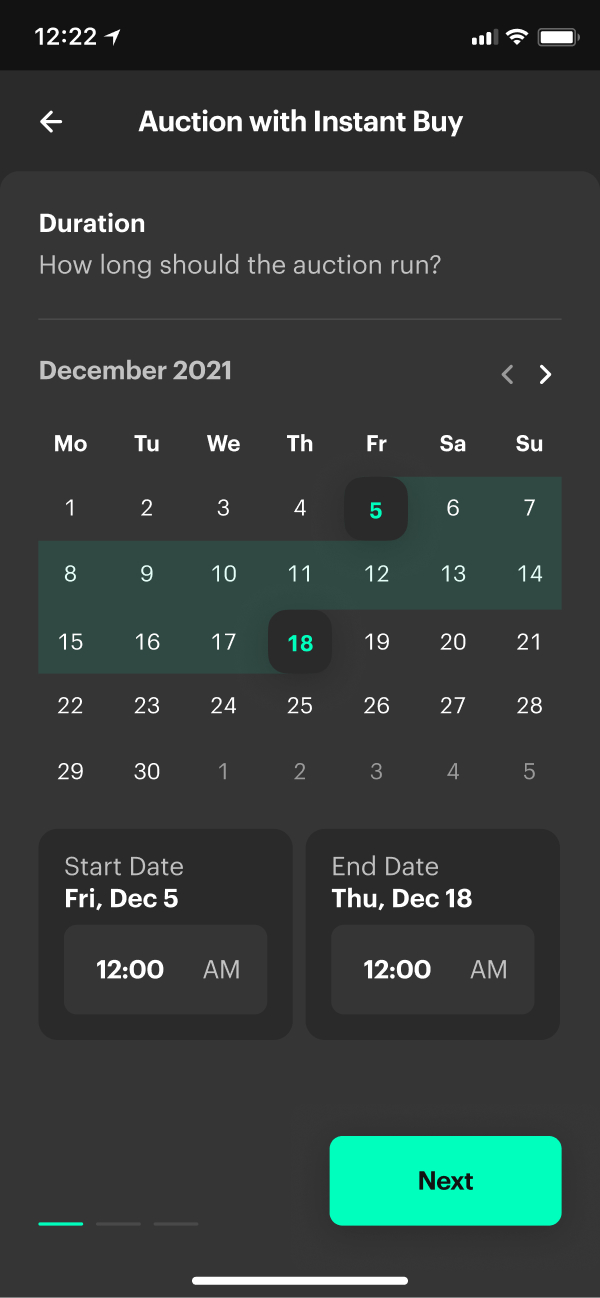 12:22
Auction with Instant Buy
Duration
How long should the auction run?
December 2021
Mo Tu We Th Fr Sa Su
1 2 3 4 5 6 7
8 9 10 11 12 13 14
15 16 17 18 19 20 21
22 23 24 25 26 27 28
29 30 1 2 3 4 5
Start Date End Date
Fri, Dec 5 Thu, Dec 18
12:00 AM 12:00 AM
Next